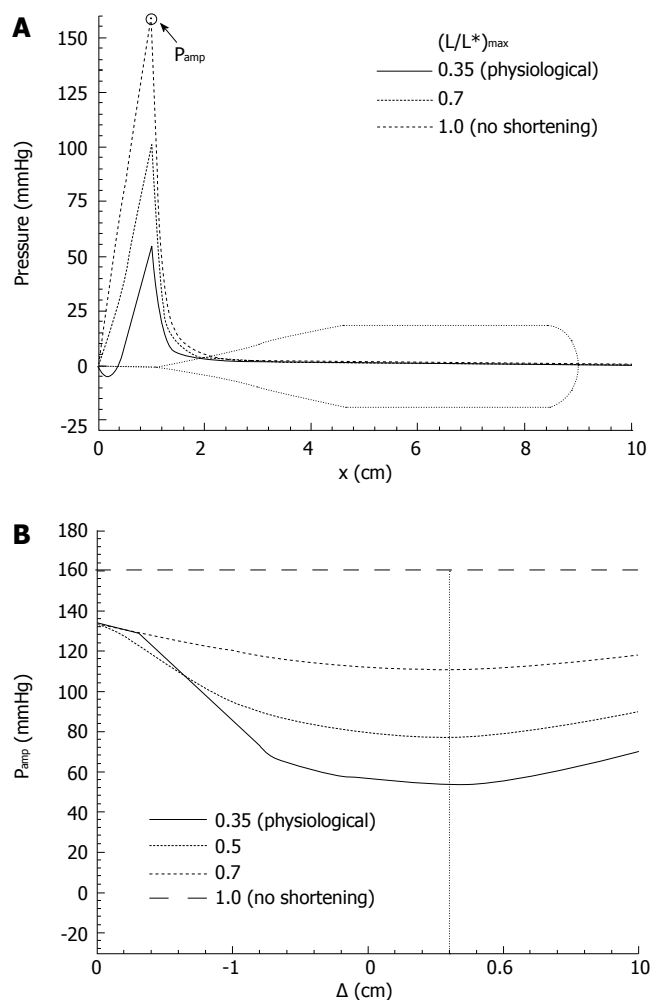 A
160
150
125
100
75
50
25
0
-25
Pressure (mmHg)
Pamp
(L/L*)max
0.35 (physiological)
0.7
1.0 (no shortening)
0 2 4 6 8 10
x (cm)
B
180
160
140
120
100
80
60
40
20
0
-20
Pamp (mmHg)
0.35 (physiological)
0.5
0.7
1.0 (no shortening)
0 -1 0 0.6 10
Δ (cm)